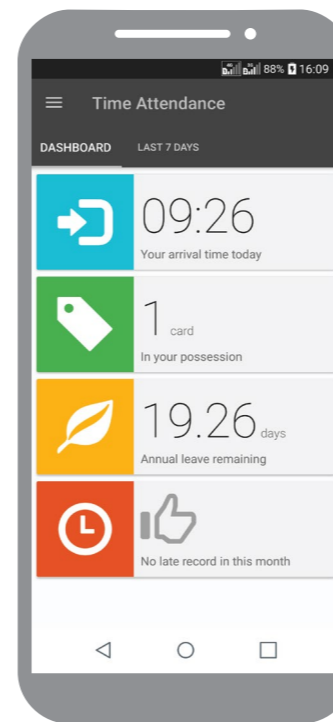 88% 16:09
Time Attendance
DASHBOARD LAST 7 DAYS
09:26
Your arrival time today
1 card
In your possession
19.26 days
Annual leave remaining
No late record in this month